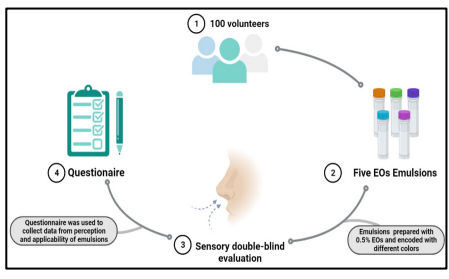 1 100 volunteers
2 Five EOs Emulsions
Emulsions prepared with
0.5% EOs and encoded with
different colors
3 Sensory double-blind
evaluation
4 Questionaire
Questionnaire was used to
collect data from perception
and applicability of emulsions